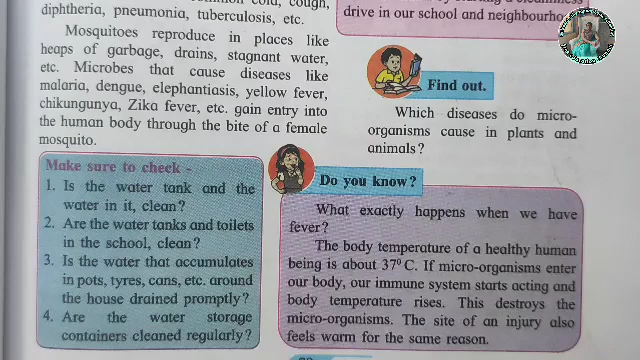 cold, cough,
diphtheria, pneumonia, tuberculosis, etc.
Mosquitoes reproduce in places like
heaps of garbage, drains, stagnant water,
etc. Microbes that cause diseases like
malaria, dengue, elephantiasis, yellow fever,
chikungunya, Zika fever, etc. gain entry into
the human body through the bite of a female
mosquito.
Make sure to check -
1. Is the water tank and the
water in it, clean?
2. Are the water tanks and toilets
in the school, clean?
3. Is the water that accumulates
in pots, tyres, cans, etc. around
the house drained promptly?
4. Are the water storage
containers cleaned regularly?
drive in our school and neighbourho
Find out.
Which diseases do micro-
organisms cause in plants and
animals?
Do you know?
What exactly happens when we have
fever?
The body temperature of a healthy human
being is about 37⁰ C. If micro-organisms enter
our body, our immune system starts acting and
body temperature rises. This destroys the
micro-organisms. The site of an injury also
feels warm for the same reason.